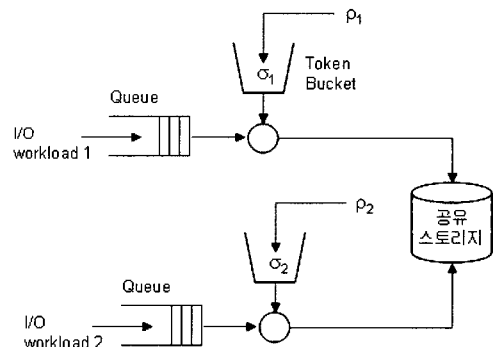 ρ₁
σ₁
Token
Bucket
Queue
I/O
workload 1
ρ₂
공유
스토리지
σ₂
Queue
I/O
workload 2